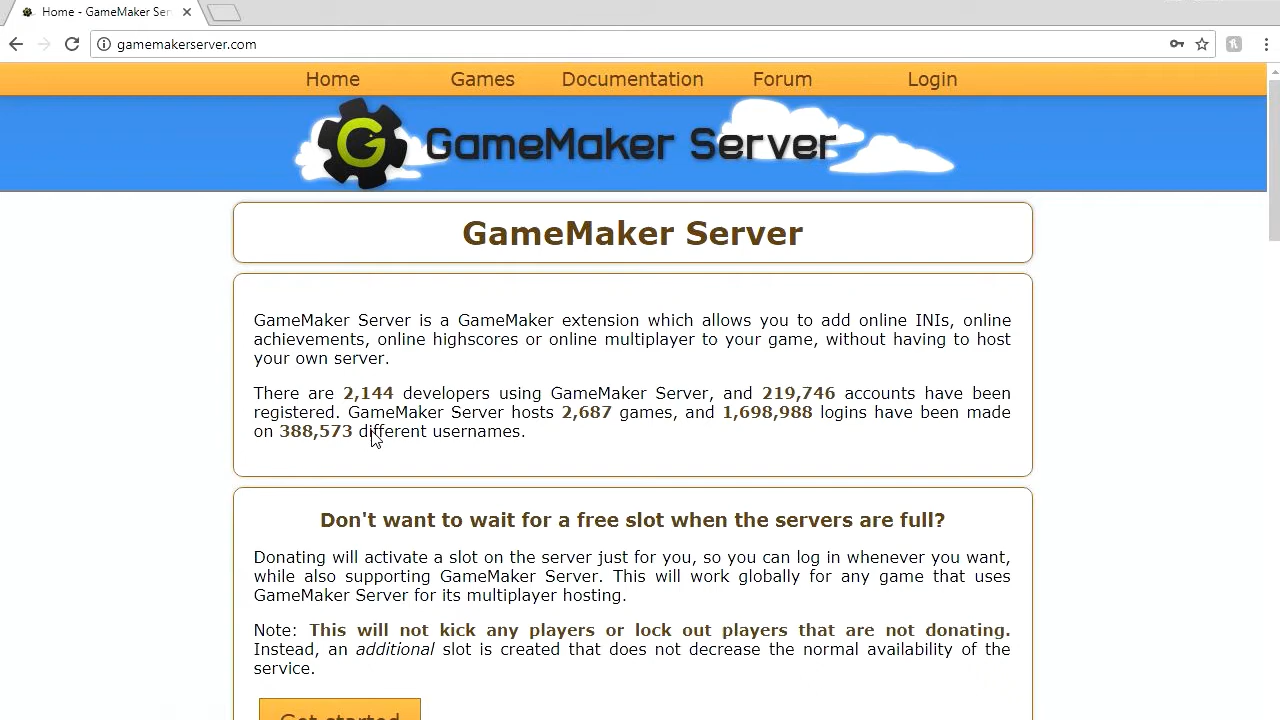 Home - GameMaker Ser
gamemakerserver.com
Home Games Documentation Forum Login
GameMaker Server
GameMaker Server
GameMaker Server is a GameMaker extension which allows you to add online INIs, online
achievements, online highscores or online multiplayer to your game, without having to host
your own server.
There are 2,144 developers using GameMaker Server, and 219,746 accounts have been
registered. GameMaker Server hosts 2,687 games, and 1,698,988 logins have been made
on 388,573 different usernames.
Don't want to wait for a free slot when the servers are full?
Donating will activate a slot on the server just for you, so you can log in whenever you want,
while also supporting GameMaker Server. This will work globally for any game that uses
GameMaker Server for its multiplayer hosting.
Note: This will not kick any players or lock out players that are not donating.
Instead, an additional slot is created that does not decrease the normal availability of the
service.
Get started